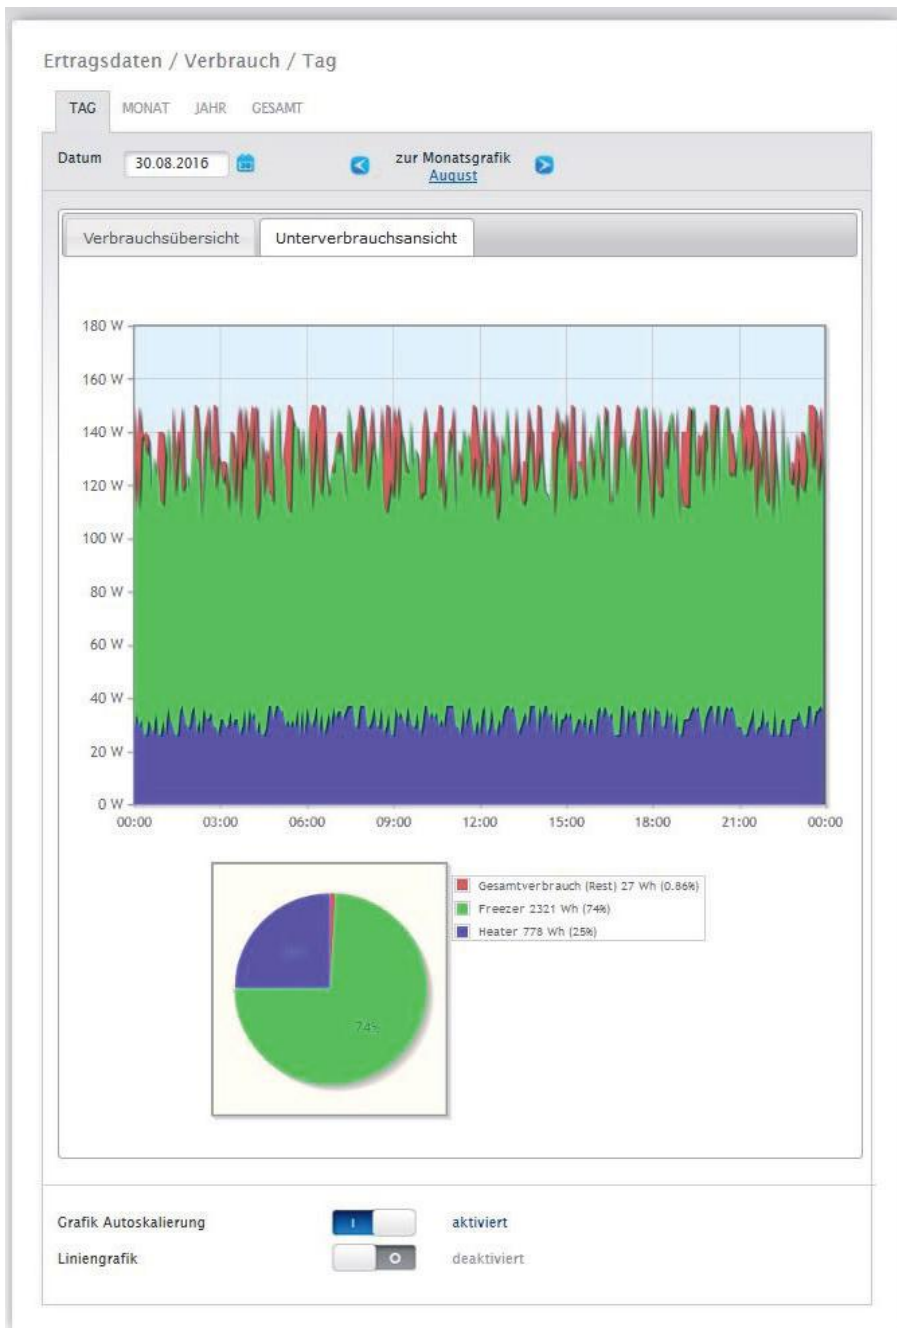 Ertragsdaten / Verbrauch / Tag
TAG MONAT JAHR GESAMT
Datum 30.08.2016 zur Monatsgrafik
August
Verbrauchsübersicht Unterverbrauchsansicht
180 W
160 W
140 W
120 W
100 W
80 W
60 W
40 W
20 W
0 W
00:00 03:00 06:00 09:00 12:00 15:00 18:00 21:00 00:00
Gesamtverbrauch (Rest) 27 Wh (0.86%)
Freezer 2321 Wh (74%)
Heater 778 Wh (25%)
74%
Grafik Autoskalierung I aktiviert
Liniengrafik O deaktiviert